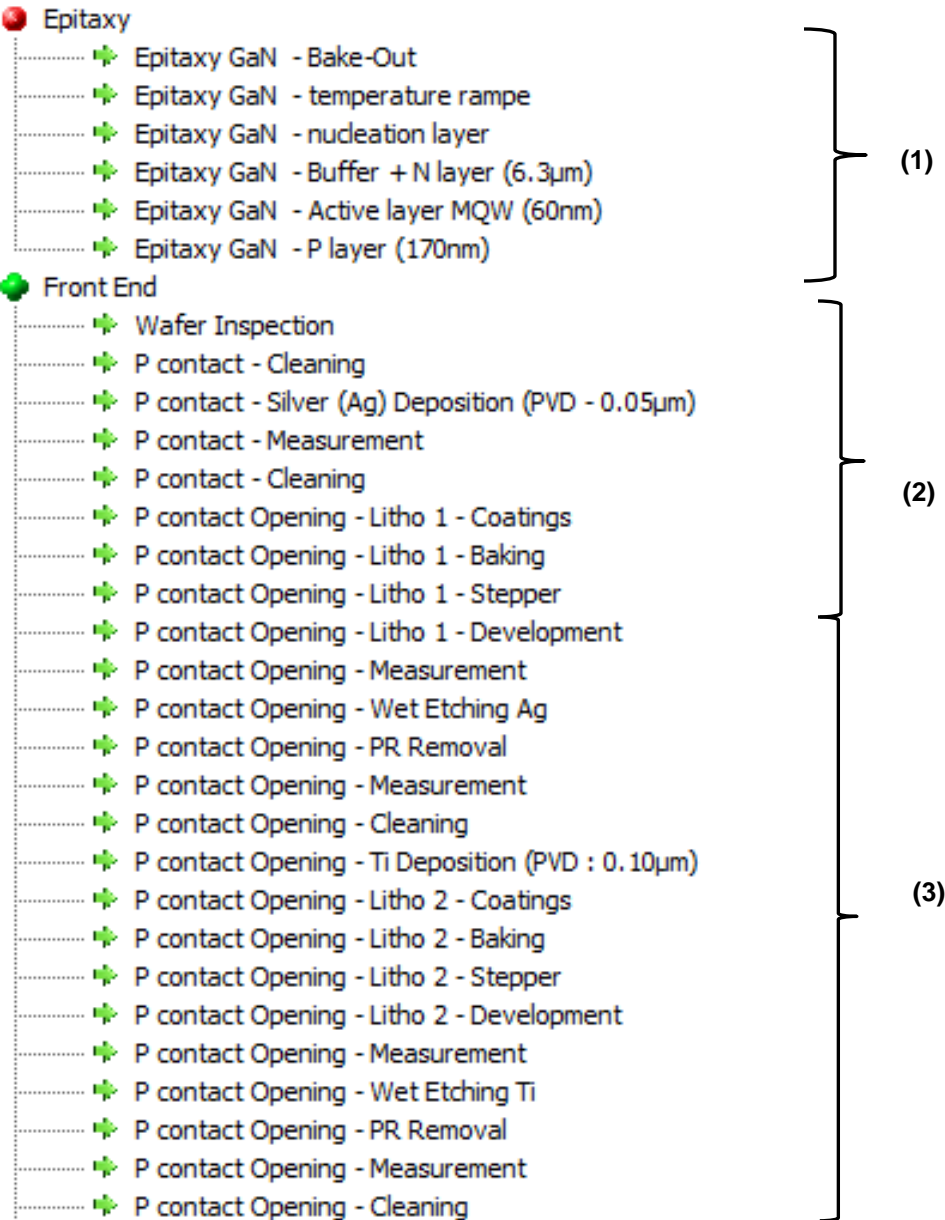 Epitaxy
Epitaxy GaN - Bake-Out
Epitaxy GaN - temperature rampe
Epitaxy GaN - nucleation layer
Epitaxy GaN - Buffer + N layer (6.3µm)
Epitaxy GaN - Active layer MQW (60nm)
Epitaxy GaN - P layer (170nm)
(1)
Front End
Wafer Inspection
P contact - Cleaning
P contact - Silver (Ag) Deposition (PVD - 0.05µm)
P contact - Measurement
P contact - Cleaning
P contact Opening - Litho 1 - Coatings
P contact Opening - Litho 1 - Baking
P contact Opening - Litho 1 - Stepper
(2)
P contact Opening - Litho 1 - Development
P contact Opening - Measurement
P contact Opening - Wet Etching Ag
P contact Opening - PR Removal
P contact Opening - Measurement
P contact Opening - Cleaning
P contact Opening - Ti Deposition (PVD : 0.10µm)
P contact Opening - Litho 2 - Coatings
P contact Opening - Litho 2 - Baking
P contact Opening - Litho 2 - Stepper
P contact Opening - Litho 2 - Development
P contact Opening - Measurement
P contact Opening - Wet Etching Ti
P contact Opening - PR Removal
P contact Opening - Measurement
P contact Opening - Cleaning
(3)